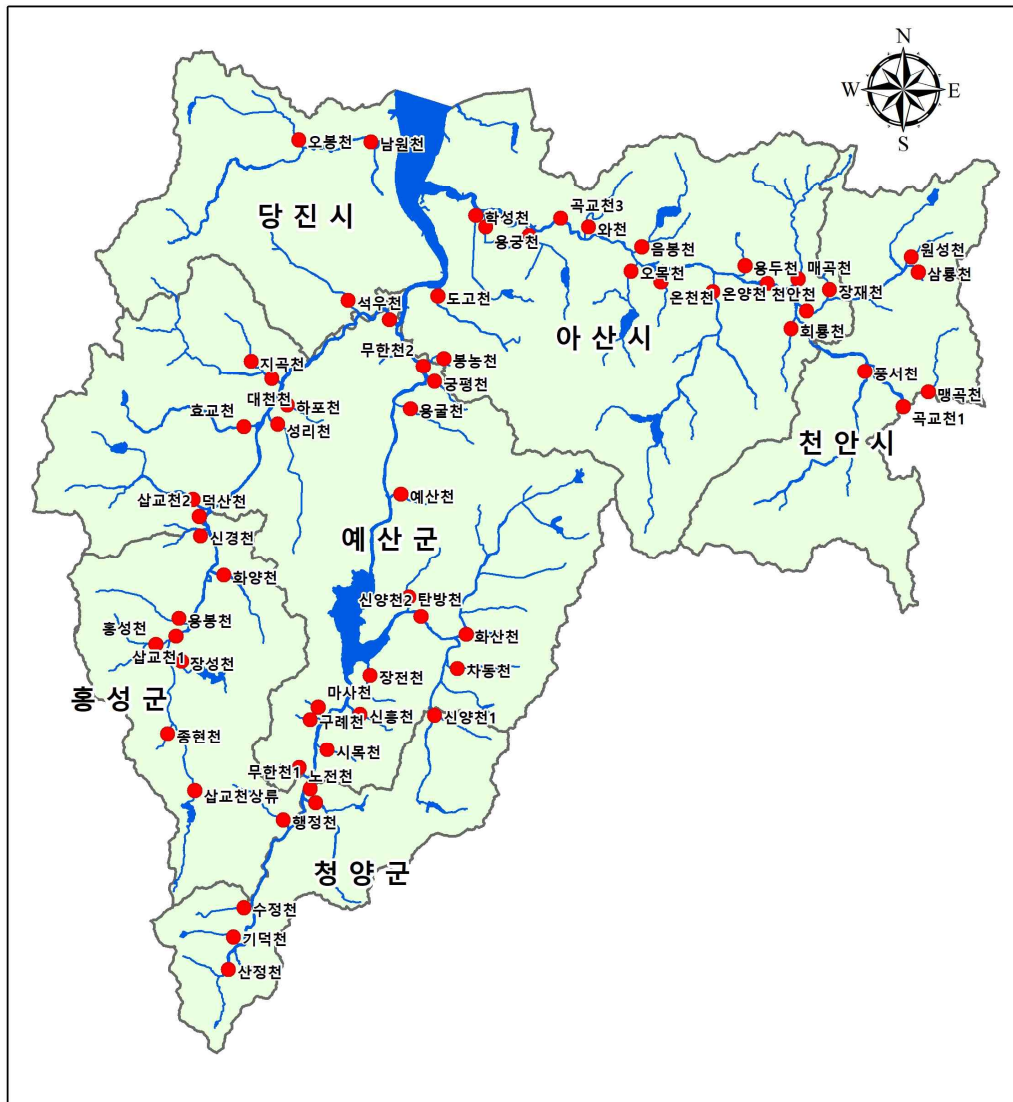 N
W
E
S
오봉천
남원천
당 진 시
학성천
곡교천3
용궁천
와천
음봉천
원성천
삼룡천
오목천
용두천
매곡천
온천천
온양천
천안천
장재천
석우천
도고천
아 산 시
회룡천
무한천2
봉농천
지곡천
궁평천
풍서천
맹곡천
대천천
하포천
용굴천
곡교천1
효교천
성리천
천 안 시
삽교천2
덕산천
예산천
신경천
예 산 군
화양천
신양천2
탄방천
용봉천
홍성천
화산천
삽교천1
장성천
차동천
장전천
홍 성 군
마사천
구례천
신흥천
신양천1
종현천
시목천
무한천1
노전천
삽교천상류
행정천
청 양 군
수정천
기덕천
산정천